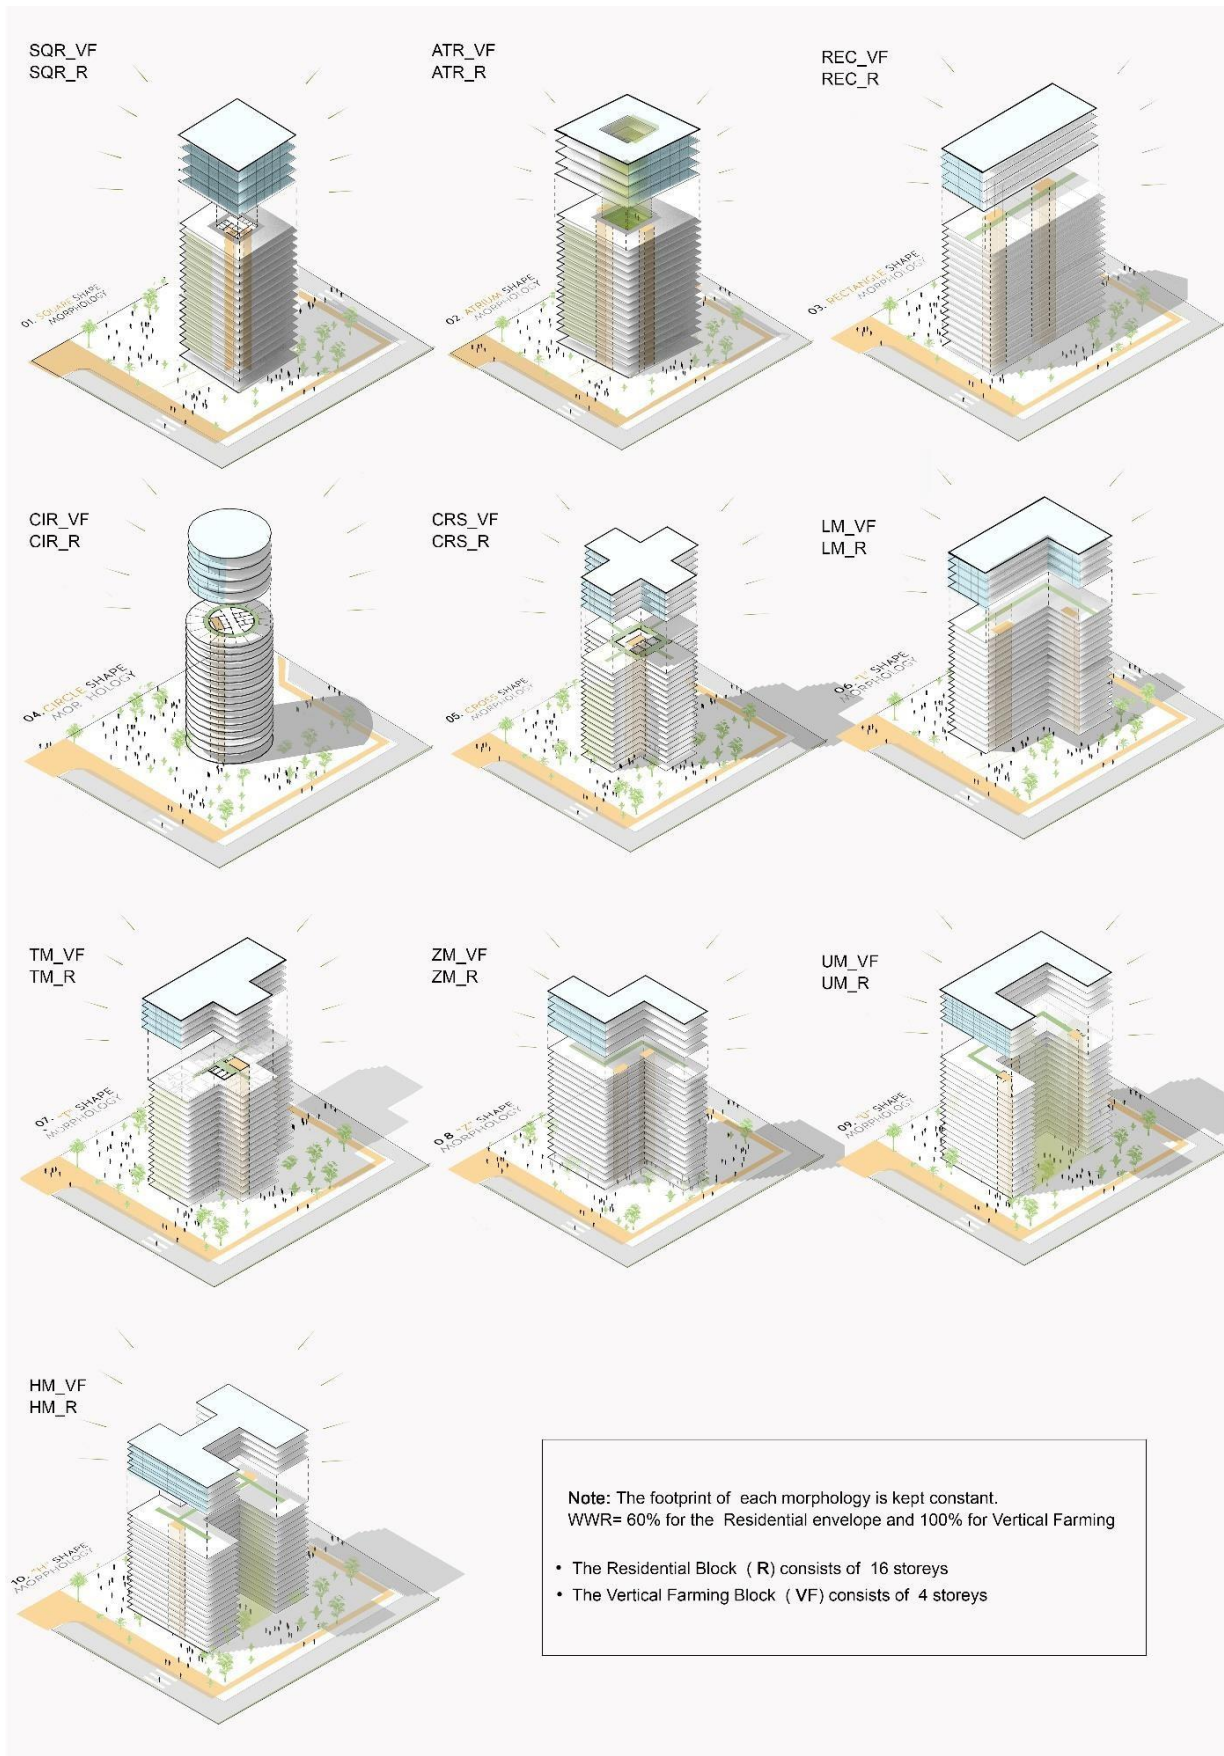 SQR_VF
SQR_R
ATR_VF
ATR_R
REC_VF
REC_R
01. SQUARE SHAPE
MORPHOLOGY
02. ATRIUM SHAPE
MORPHOLOGY
03. RECTANGLE SHAPE
MORPHOLOGY
CIR_VF
CIR_R
CRS_VF
CRS_R
LM_VF
LM_R
04. CIRCLE SHAPE
MOR HOLOGY
05. CROSS SHAPE
MORPHOLOGY
06. "L" SHAPE
MORPHOLOGY
TM_VF
TM_R
ZM_VF
ZM_R
UM_VF
UM_R
07. "T" SHAPE
MORPHOLOGY
08. "Z" SHAPE
MORPHOLOGY
09. "U" SHAPE
MORPHOLOGY
HM_VF
HM_R
10. "H" SHAPE
MORPHOLOGY
Note: The footprint of each morphology is kept constant.
WWR= 60% for the Residential envelope and 100% for Vertical Farming
• The Residential Block ( R) consists of 16 storeys
• The Vertical Farming Block ( VF) consists of 4 storeys